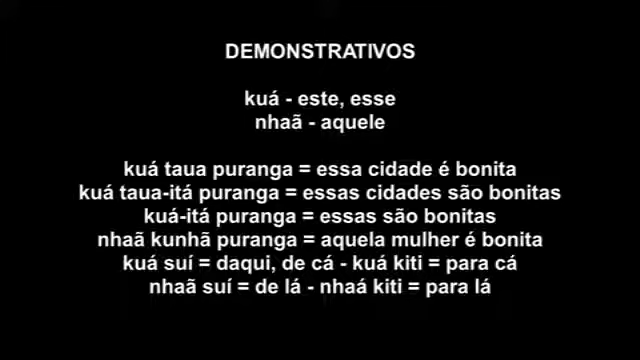 DEMONSTRATIVOS
kuá - este, esse
nhaã - aquele
kuá taua puranga = essa cidade é bonita
kuá taua-itá puranga = essas cidades são bonitas
kuá-itá puranga = essas são bonitas
nhaã kunhã puranga = aquela mulher é bonita
kuá suí = daqui, de cá - kuá kiti = para cá
nhaã suí = de lá - nhaá kiti = para lá